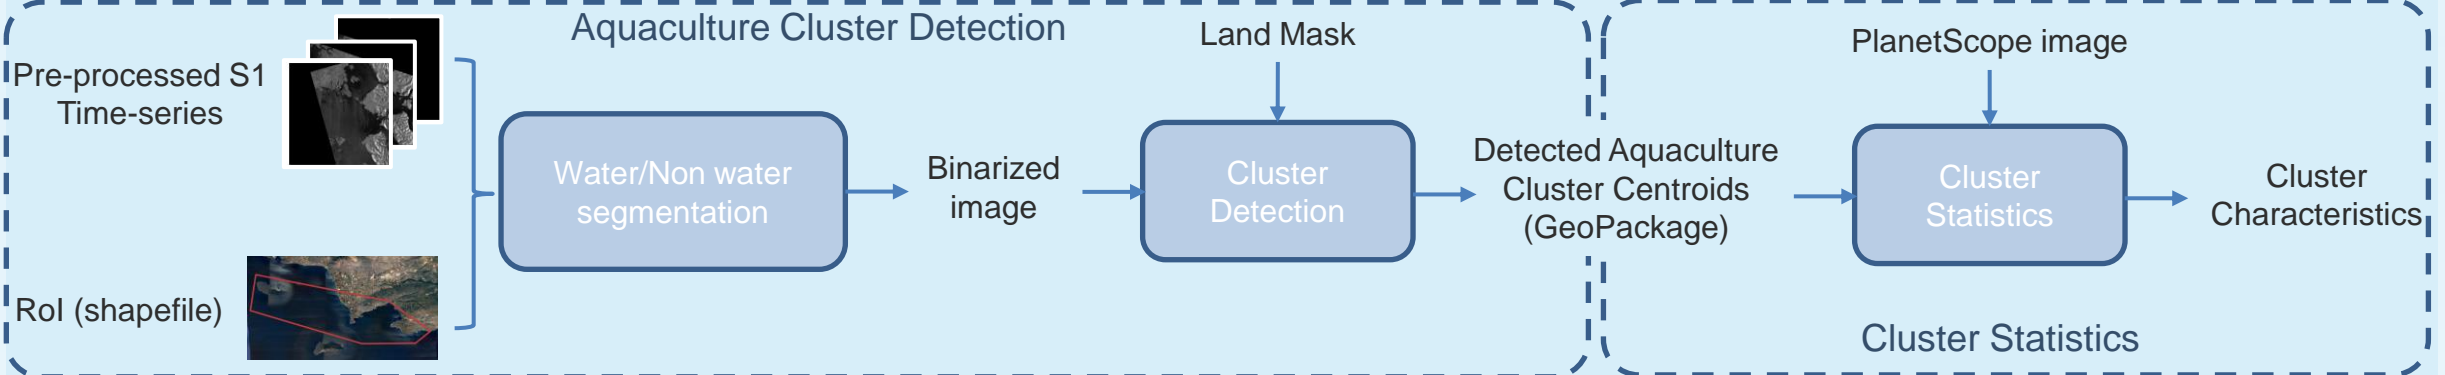 Aquaculture Cluster Detection
Pre-processed S1
Time-series
RoI (shapefile)
Water/Non water
segmentation
Binarized
image
Land Mask
Cluster
Detection
Detected Aquaculture
Cluster Centroids
(GeoPackage)
PlanetScope image
Cluster
Statistics
Cluster
Characteristics
Cluster Statistics